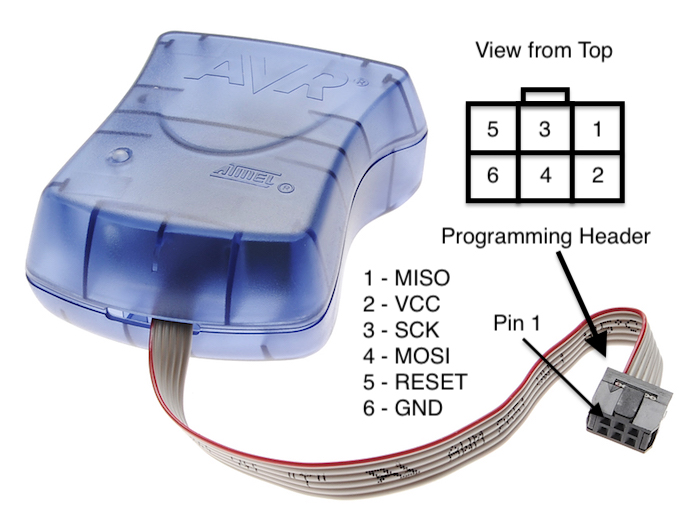 AVR®
ATMEL®
View from Top
5 3 1
6 4 2
Programming Header
1 - MISO
2 - VCC
3 - SCK
4 - MOSI
5 - RESET
6 - GND
Pin 1